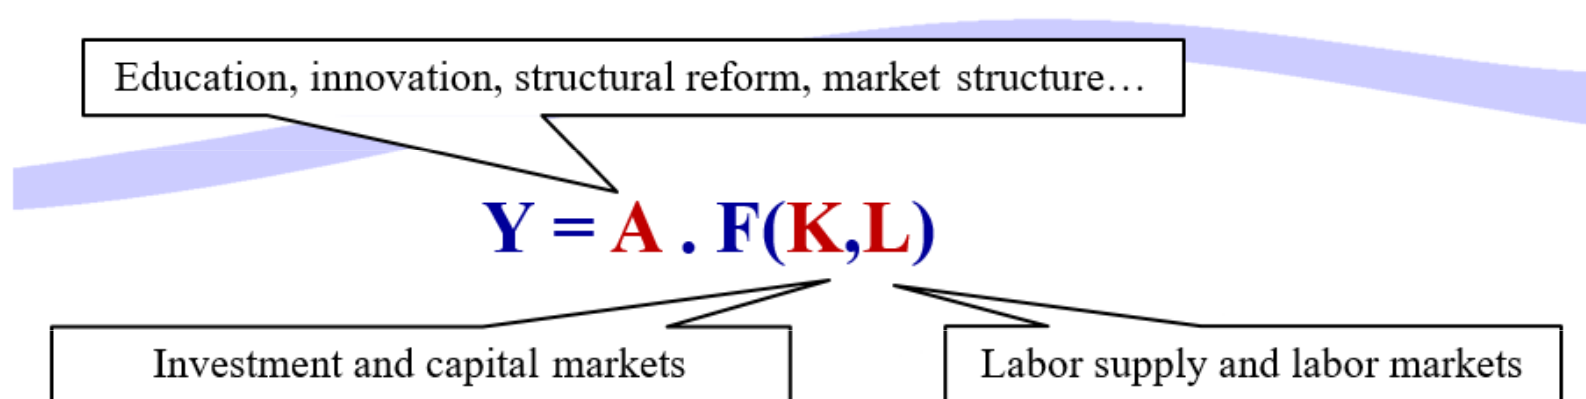 Education, innovation, structural reform, market structure…
Y = A . F(K,L)
Investment and capital markets
Labor supply and labor markets